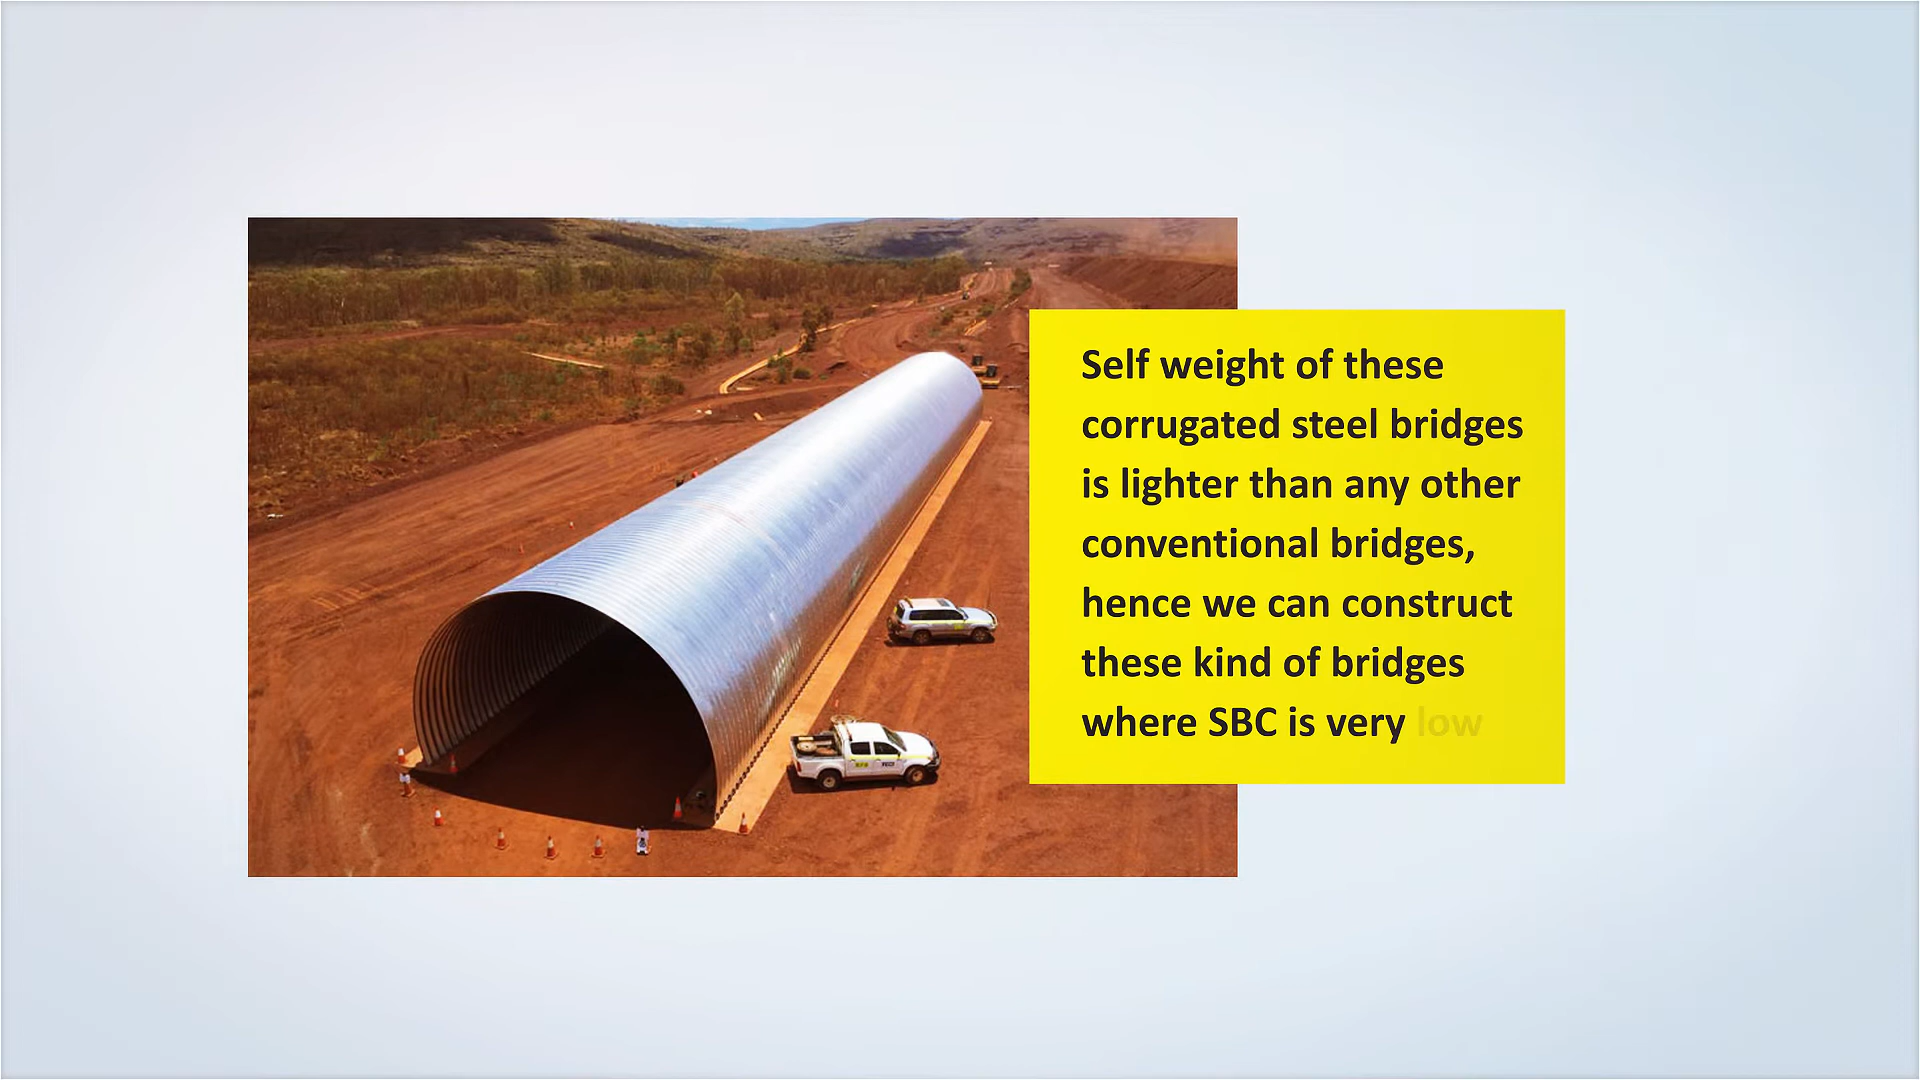 Self weight of these
corrugated steel bridges
is lighter than any other
conventional bridges,
hence we can construct
these kind of bridges
where SBC is very low